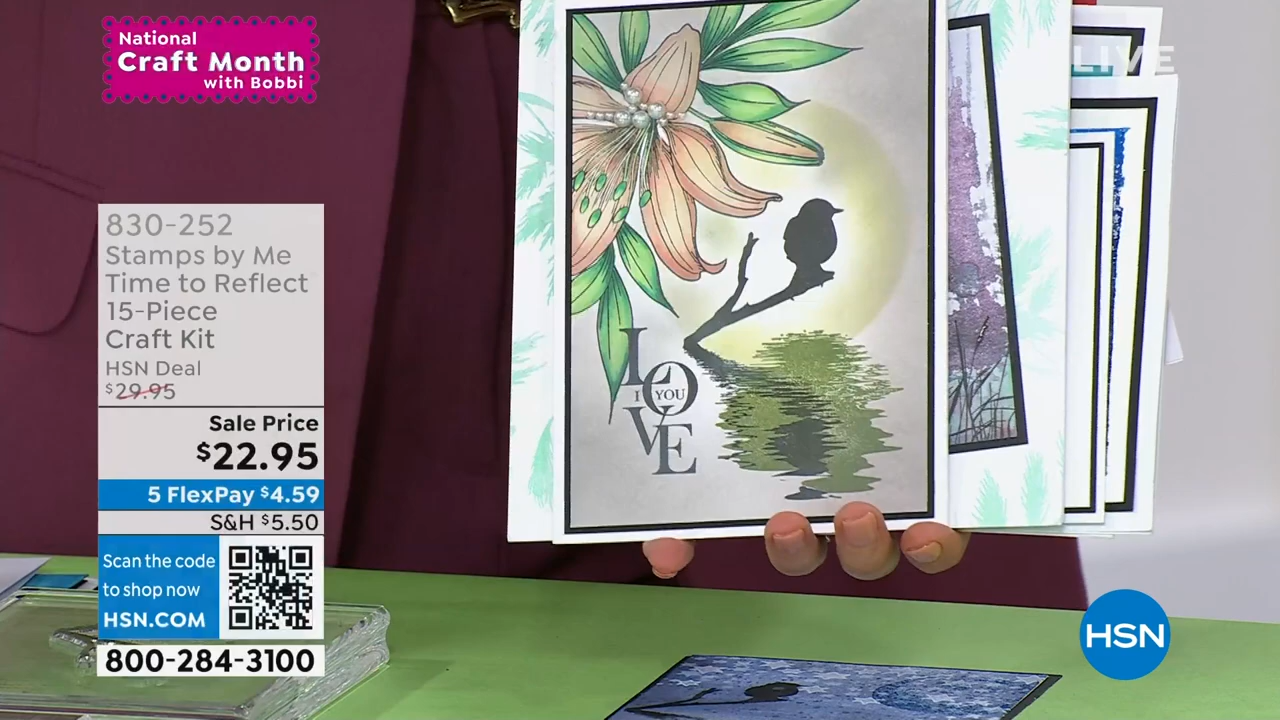 National
Craft Month
with Bobbi
LIVE
830-252
Stamps by Me
Time to Reflect
15-Piece
Craft Kit
HSN Deal
$29.95
Sale Price
$22.95
5 FlexPay $4.59
S&H $5.50
Scan the code
to shop now
HSN.COM
800-284-3100
LOVE
I YOU
HSN